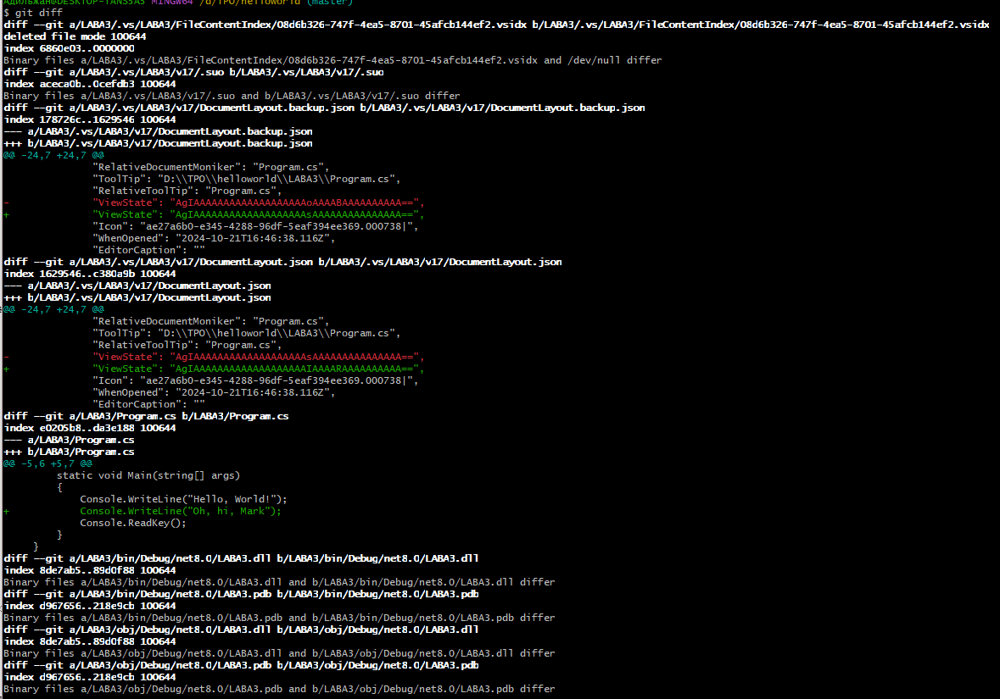 Адильжан@DESKTOP-TANS5A5 MINGW64 /d/TPO/helloworld (master)
$ git diff
diff --git a/LABA3/.vs/LABA3/FileContentIndex/08d6b326-747f-4ea5-8701-45afcb144ef2.vsidx b/LABA3/.vs/LABA3/FileContentIndex/08d6b326-747f-4ea5-8701-45afcb144ef2.vsidx
deleted file mode 100644
index 6860e03..0000000
Binary files a/LABA3/.vs/LABA3/FileContentIndex/08d6b326-747f-4ea5-8701-45afcb144ef2.vsidx and /dev/null differ
diff --git a/LABA3/.vs/LABA3/v17/.suo b/LABA3/.vs/LABA3/v17/.suo
index aceca0b..0cefdb3 100644
Binary files a/LABA3/.vs/LABA3/v17/.suo and b/LABA3/.vs/LABA3/v17/.suo differ
diff --git a/LABA3/.vs/LABA3/v17/DocumentLayout.backup.json b/LABA3/.vs/LABA3/v17/DocumentLayout.backup.json
index 178726c..1629546 100644
--- a/LABA3/.vs/LABA3/v17/DocumentLayout.backup.json
+++ b/LABA3/.vs/LABA3/v17/DocumentLayout.backup.json
@@ -24,7 +24,7 @@
               "RelativeDocumentMoniker": "Program.cs",
               "ToolTip": "D:\\TPO\\helloworld\\LABA3\\Program.cs",
               "RelativeToolTip": "Program.cs",
-              "ViewState": "AgIAAAAAAAAAAAAAAAAAAAoAAAABAAAAAAAAAA==",
+              "ViewState": "AgIAAAAAAAAAAAAAAAAAAAsAAAAAAAAAAAAAAA==",
               "Icon": "ae27a6b0-e345-4288-96df-5eaf394ee369.000738|",
               "WhenOpened": "2024-10-21T16:46:38.116Z",
               "EditorCaption": ""
diff --git a/LABA3/.vs/LABA3/v17/DocumentLayout.json b/LABA3/.vs/LABA3/v17/DocumentLayout.json
index 1629546..c380a9b 100644
--- a/LABA3/.vs/LABA3/v17/DocumentLayout.json
+++ b/LABA3/.vs/LABA3/v17/DocumentLayout.json
@@ -24,7 +24,7 @@
               "RelativeDocumentMoniker": "Program.cs",
               "ToolTip": "D:\\TPO\\helloworld\\LABA3\\Program.cs",
               "RelativeToolTip": "Program.cs",
-              "ViewState": "AgIAAAAAAAAAAAAAAAAAAAsAAAAAAAAAAAAAAA==",
+              "ViewState": "AgIAAAAAAAAAAAAAAAAAAAIAAAARAAAAAAAAAA==",
               "Icon": "ae27a6b0-e345-4288-96df-5eaf394ee369.000738|",
               "WhenOpened": "2024-10-21T16:46:38.116Z",
               "EditorCaption": ""
diff --git a/LABA3/Program.cs b/LABA3/Program.cs
index e0205b8..da3e188 100644
--- a/LABA3/Program.cs
+++ b/LABA3/Program.cs
@@ -5,6 +5,7 @@
         static void Main(string[] args)
         {
             Console.WriteLine("Hello, World!");
+            Console.WriteLine("Oh, hi, Mark");
             Console.ReadKey();
         }
     }
diff --git a/LABA3/bin/Debug/net8.0/LABA3.dll b/LABA3/bin/Debug/net8.0/LABA3.dll
index 8de7ab5..89d0f88 100644
Binary files a/LABA3/bin/Debug/net8.0/LABA3.dll and b/LABA3/bin/Debug/net8.0/LABA3.dll differ
diff --git a/LABA3/bin/Debug/net8.0/LABA3.pdb b/LABA3/bin/Debug/net8.0/LABA3.pdb
index d967656..218e9cb 100644
Binary files a/LABA3/bin/Debug/net8.0/LABA3.pdb and b/LABA3/bin/Debug/net8.0/LABA3.pdb differ
diff --git a/LABA3/obj/Debug/net8.0/LABA3.dll b/LABA3/obj/Debug/net8.0/LABA3.dll
index 8de7ab5..89d0f88 100644
Binary files a/LABA3/obj/Debug/net8.0/LABA3.dll and b/LABA3/obj/Debug/net8.0/LABA3.dll differ
diff --git a/LABA3/obj/Debug/net8.0/LABA3.pdb b/LABA3/obj/Debug/net8.0/LABA3.pdb
index d967656..218e9cb 100644
Binary files a/LABA3/obj/Debug/net8.0/LABA3.pdb and b/LABA3/obj/Debug/net8.0/LABA3.pdb differ